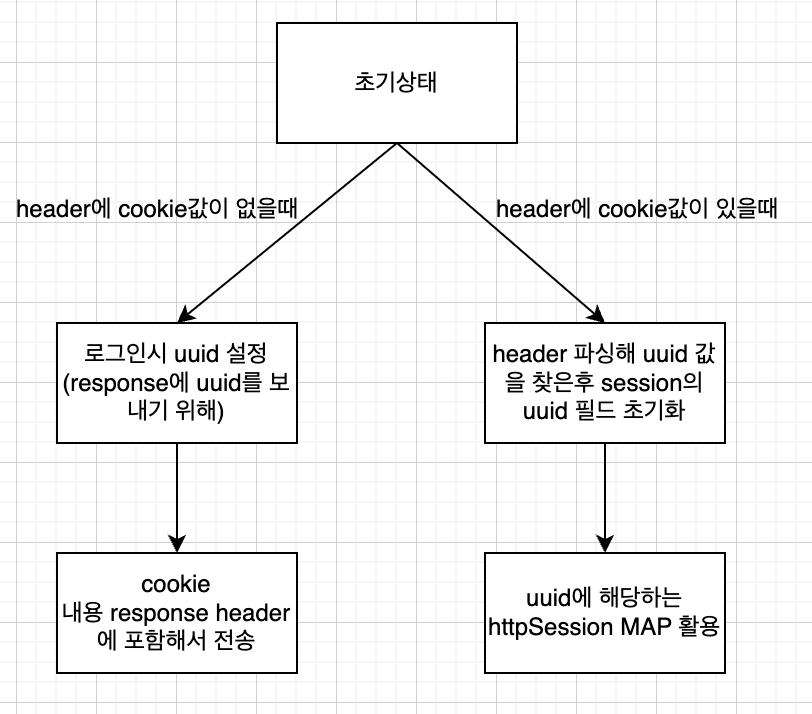 초기상태
header에 cookie값이 없을때
header에 cookie값이 있을때
로그인시 uuid 설정
(response에 uuid를 보
내기 위해)
header 파싱해 uuid 값
을 찾은후 session의
uuid 필드 초기화
cookie
내용 response header
에 포함해서 전송
uuid에 해당하는
httpSession MAP 활용